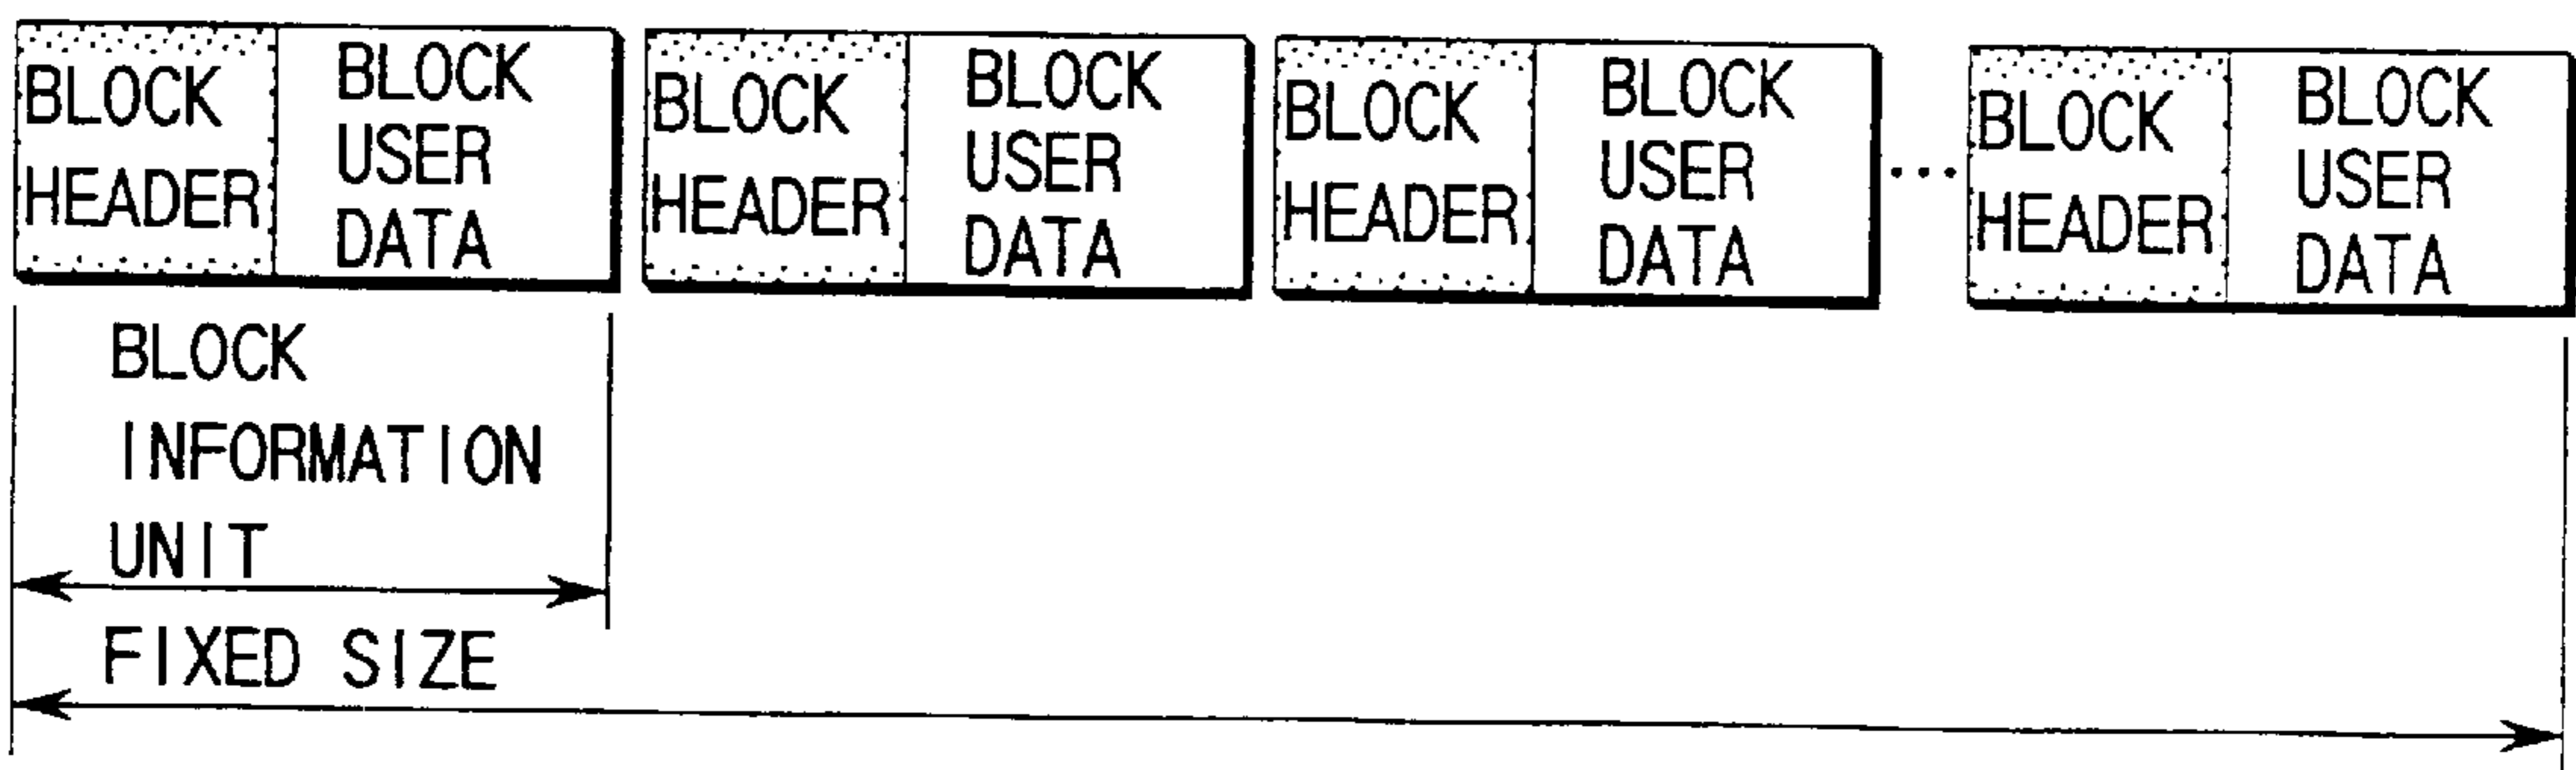 BLOCK
HEADER
BLOCK
USER
DATA
BLOCK
HEADER
BLOCK
USER
DATA
BLOCK
HEADER
BLOCK
USER
DATA
...
BLOCK
HEADER
BLOCK
USER
DATA
BLOCK
INFORMATION
UNIT
FIXED SIZE